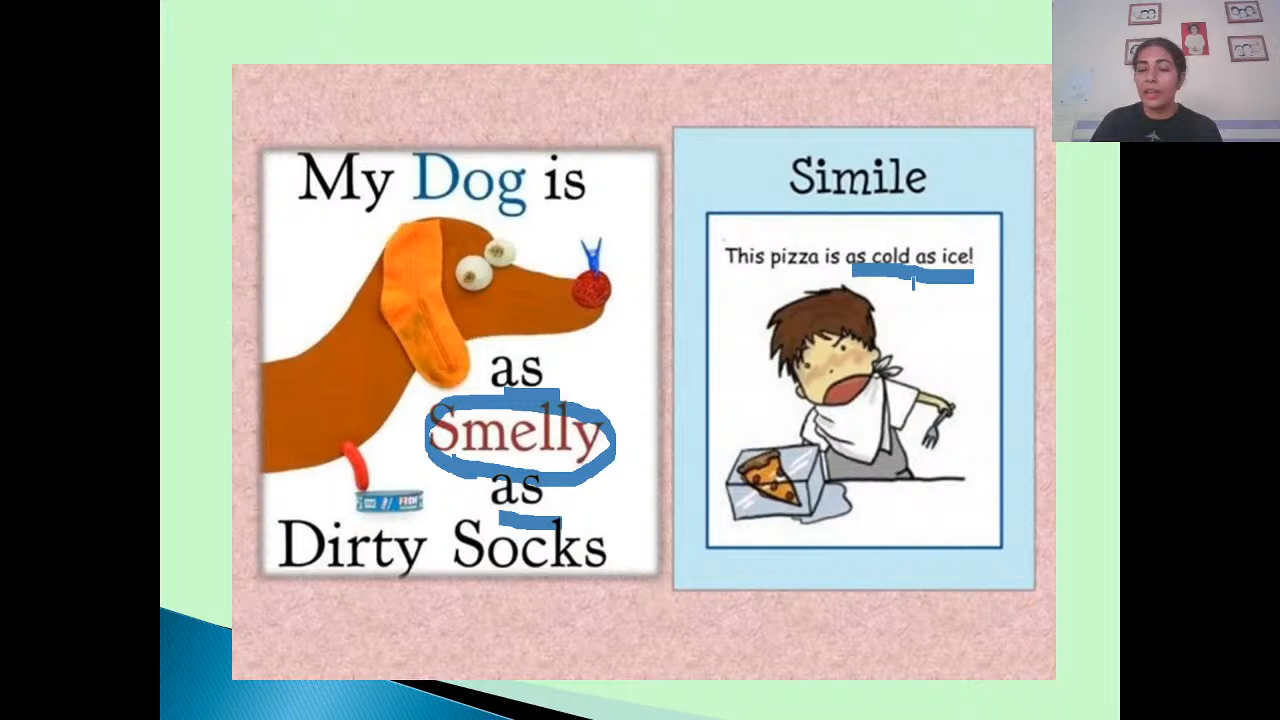 My Dog is
as
Smelly
as
Dirty Socks
Simile
This pizza is as cold as ice!